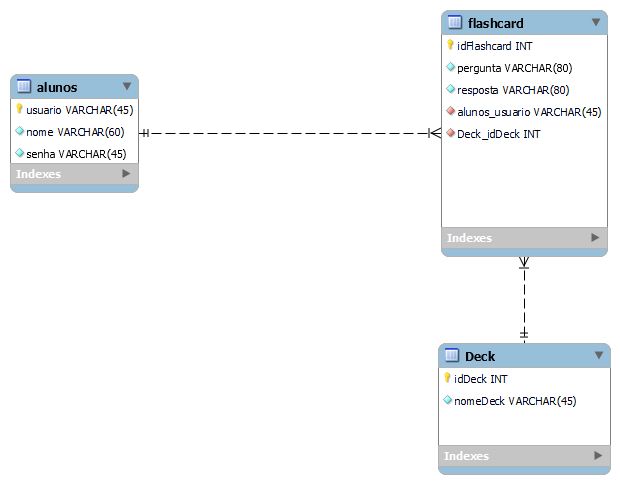 alunos
usuario VARCHAR(45)
nome VARCHAR(60)
senha VARCHAR(45)
Indexes
flashcard
idFlashcard INT
pergunta VARCHAR(80)
resposta VARCHAR(80)
alunos_usuario VARCHAR(45)
Deck_idDeck INT
Indexes
Deck
idDeck INT
nomeDeck VARCHAR(45)
Indexes